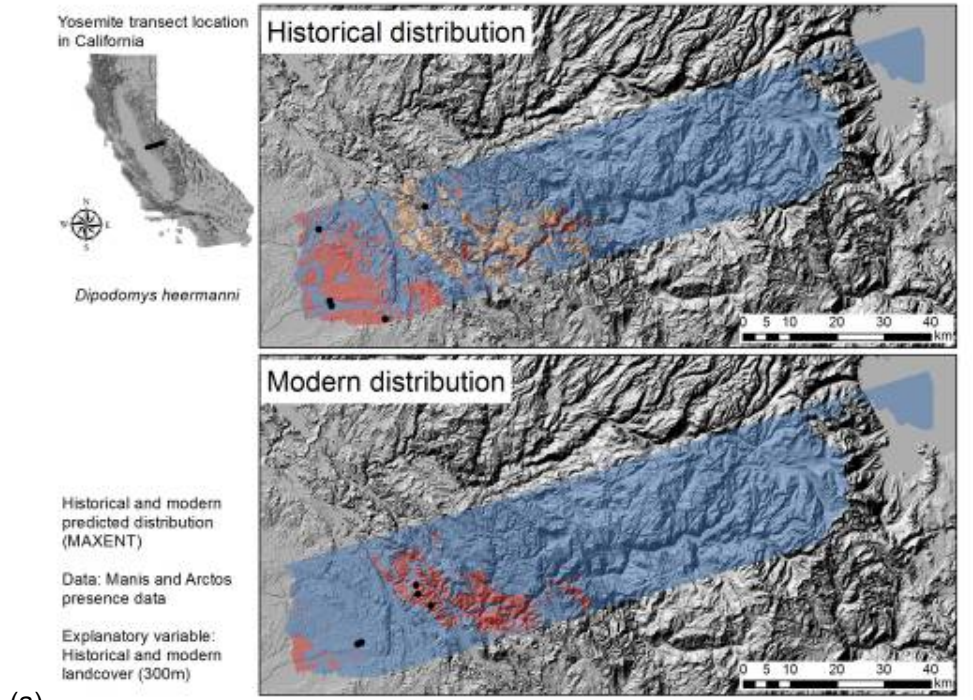 Yosemite transect location
in California
N
W E
S
Dipodomys heermanni
Historical distribution
0 5 10 20 30 40
km
Modern distribution
Historical and modern
predicted distribution
(MAXENT)
Data: Manis and Arctos
presence data
Explanatory variable:
Historical and modern
landcover (300m)
0 5 10 20 30 40
km
(a)